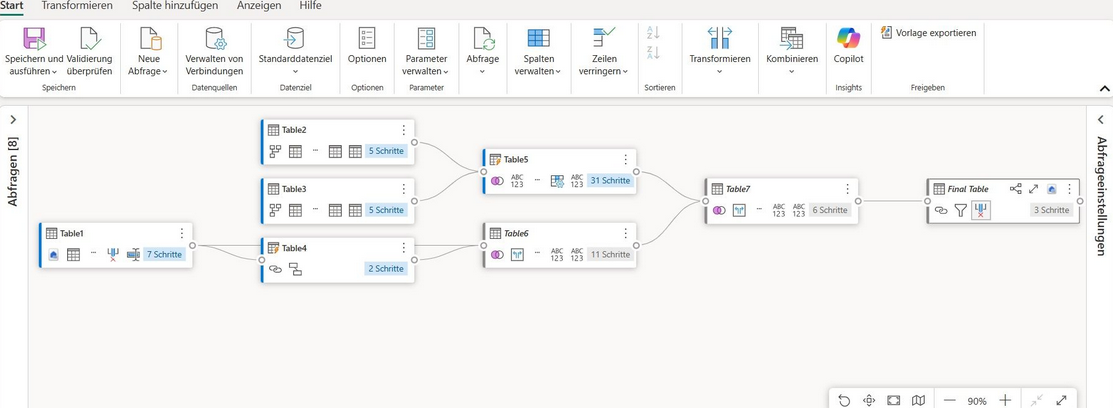 Start Transformieren Spalte hinzufügen Anzeigen Hilfe
Speichern und ausführen
Validierung überprüfen
Neue Abfrage
Verwalten von Verbindungen
Standarddatenziel
Optionen
Parameter verwalten
Abfrage
Spalten verwalten
Zeilen verringern
A
Z
Z
A
Transformieren
Kombinieren
Copilot
Vorlage exportieren
Speichern
Datenquellen
Datenziel
Optionen
Parameter
Sortieren
Insights
Freigeben
Abfragen [8]
Table2
5 Schritte
Table3
5 Schritte
Table1
7 Schritte
Table4
2 Schritte
Table5
ABC
123
ABC
123
31 Schritte
Table6
ABC
123
ABC
123
11 Schritte
Table7
ABC
123
ABC
123
6 Schritte
Final Table
3 Schritte
Abfrageeinstellungen
90%